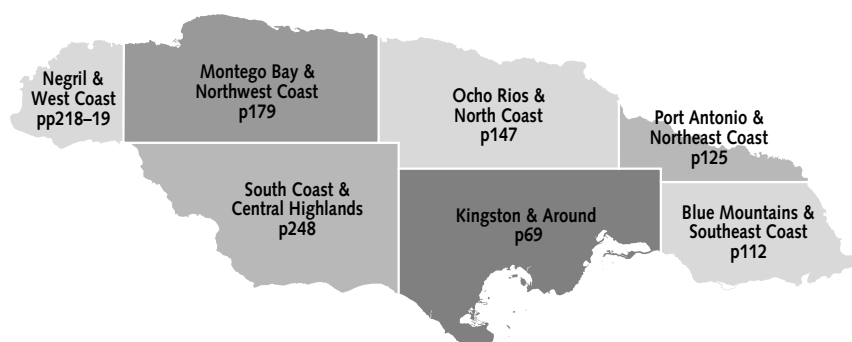 Negril &
West Coast
pp218–19
Montego Bay &
Northwest Coast
p179
Ocho Rios &
North Coast
p147
Port Antonio &
Northeast Coast
p125
South Coast &
Central Highlands
p248
Kingston & Around
p69
Blue Mountains &
Southeast Coast
p112